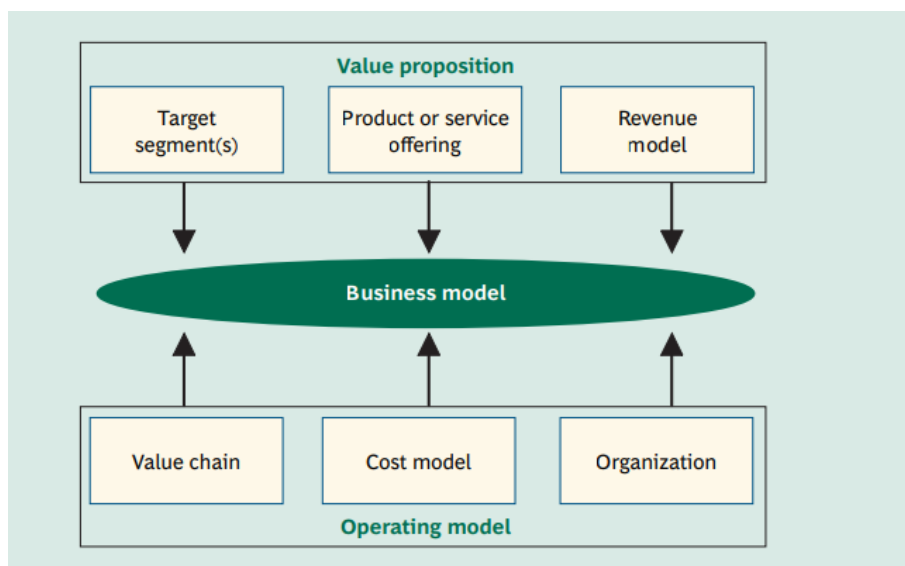 Value proposition
Target
segment(s)
Product or service
offering
Revenue
model
Business model
Value chain
Cost model
Organization
Operating model